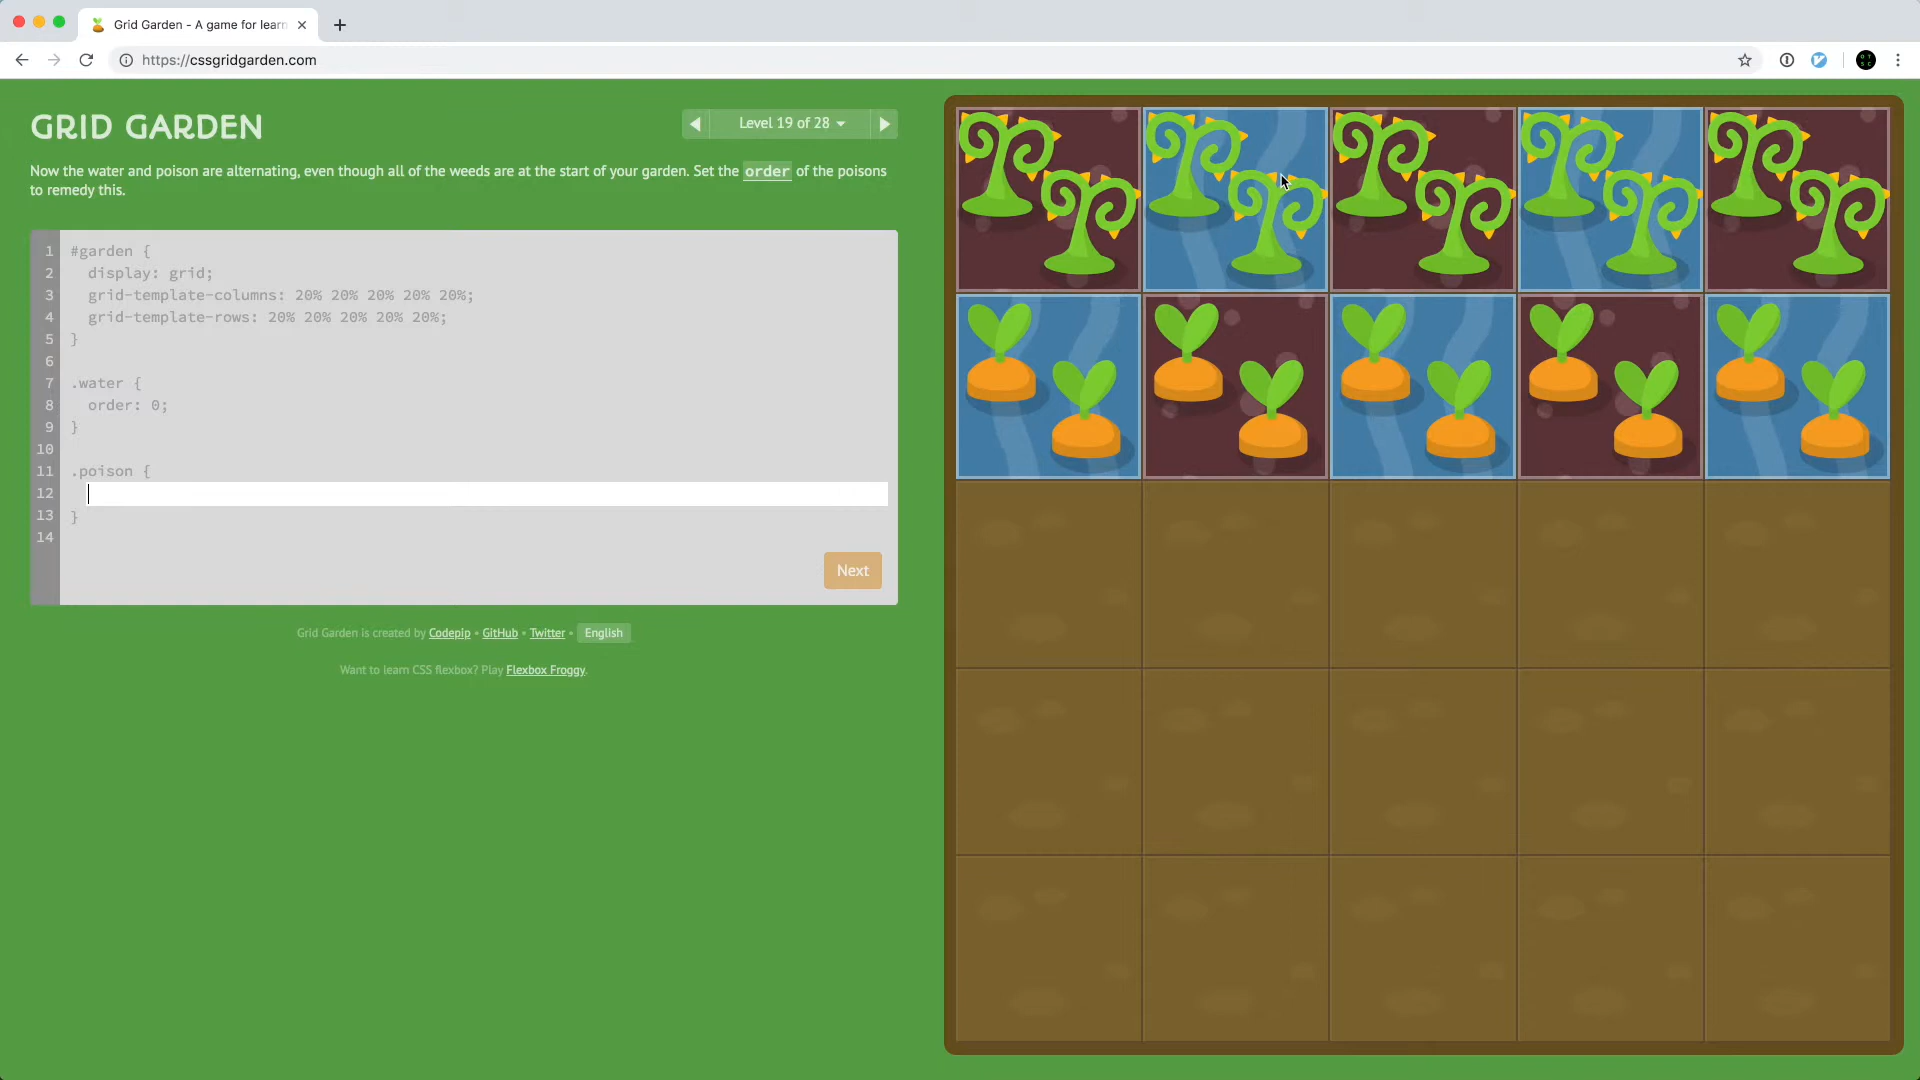 Grid Garden - A game for learn
https://cssgridgarden.com
GRID GARDEN
Level 19 of 28
Now the water and poison are alternating, even though all of the weeds are at the start of your garden. Set the order of the poisons
to remedy this.
1 #garden {
2 display: grid;
3 grid-template-columns: 20% 20% 20% 20% 20%;
4 grid-template-rows: 20% 20% 20% 20% 20%;
5 }
6
7 .water {
8 order: 0;
9 }
10
11 .poison {
12
13 }
14
Next
Grid Garden is created by Codepip • GitHub • Twitter • English
Want to learn CSS flexbox? Play Flexbox Froggy.